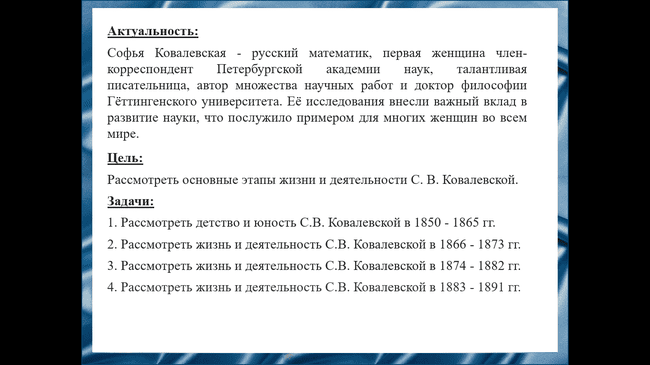 Актуальность:
Софья Ковалевская - русский математик, первая женщина член-
корреспондент Петербургской академии наук, талантливая
писательница, автор множества научных работ и доктор философии
Гёттингенского университета. Её исследования внесли важный вклад в
развитие науки, что послужило примером для многих женщин во всем
мире.
Цель:
Рассмотреть основные этапы жизни и деятельности С. В. Ковалевской.
Задачи:
1. Рассмотреть детство и юность С.В. Ковалевской в 1850 - 1865 гг.
2. Рассмотреть жизнь и деятельность С.В. Ковалевской в 1866 - 1873 гг.
3. Рассмотреть жизнь и деятельность С.В. Ковалевской в 1874 - 1882 гг.
4. Рассмотреть жизнь и деятельность С.В. Ковалевской в 1883 - 1891 гг.